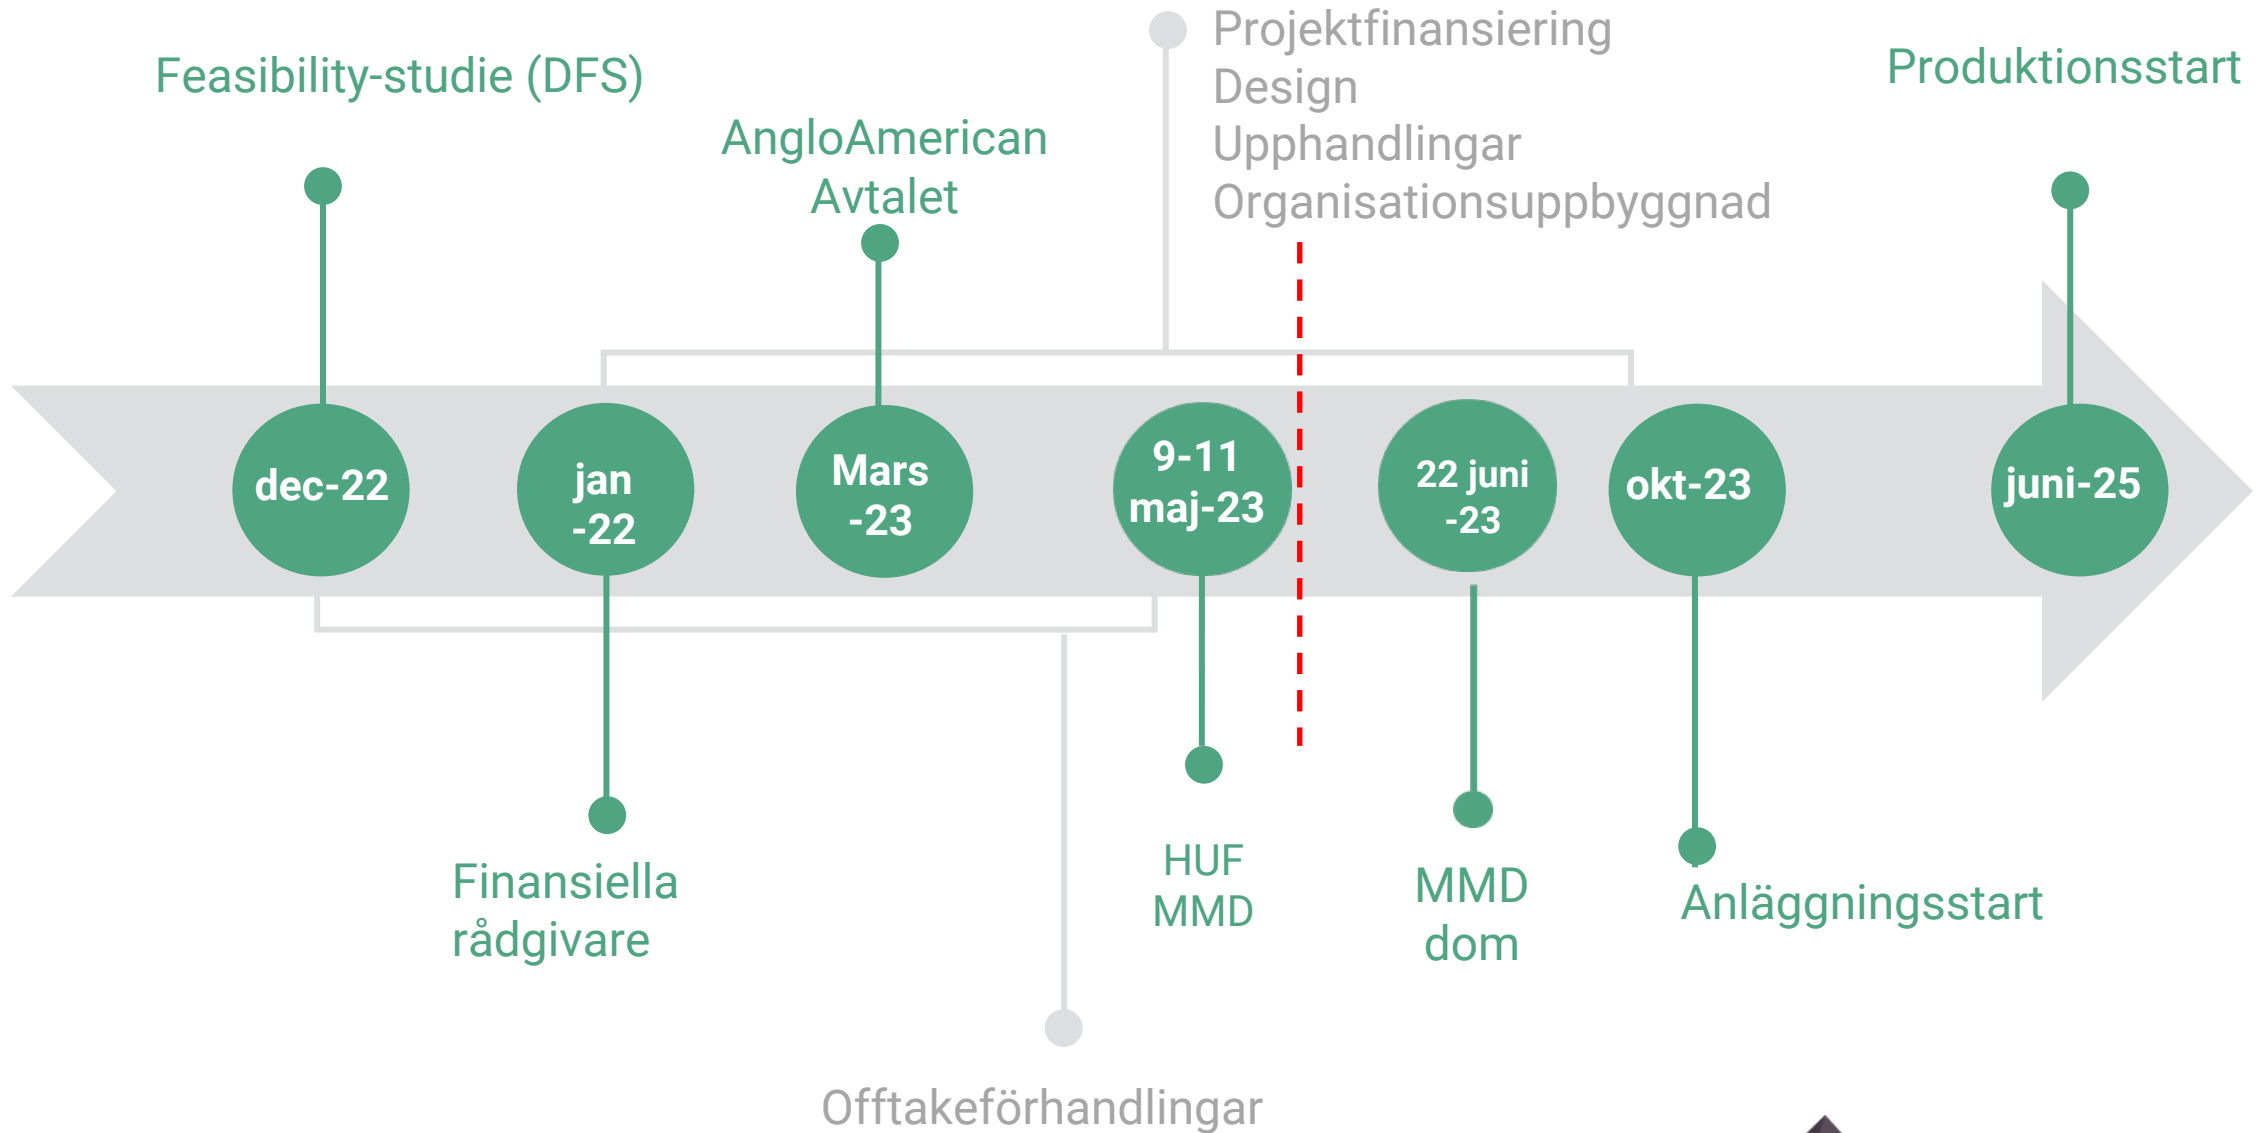 Feasibility-studie (DFS)
AngloAmerican
Avtalet
Projektfinansiering
Design
Upphandlingar
Organisationsuppbyggnad
Produktionsstart
dec-22
jan
-22
Mars
-23
9-11
maj-23
22 juni
-23
okt-23
juni-25
Finansiella
rådgivare
HUF
MMD
MMD
dom
Anläggningsstart
Offtakeförhandlingar